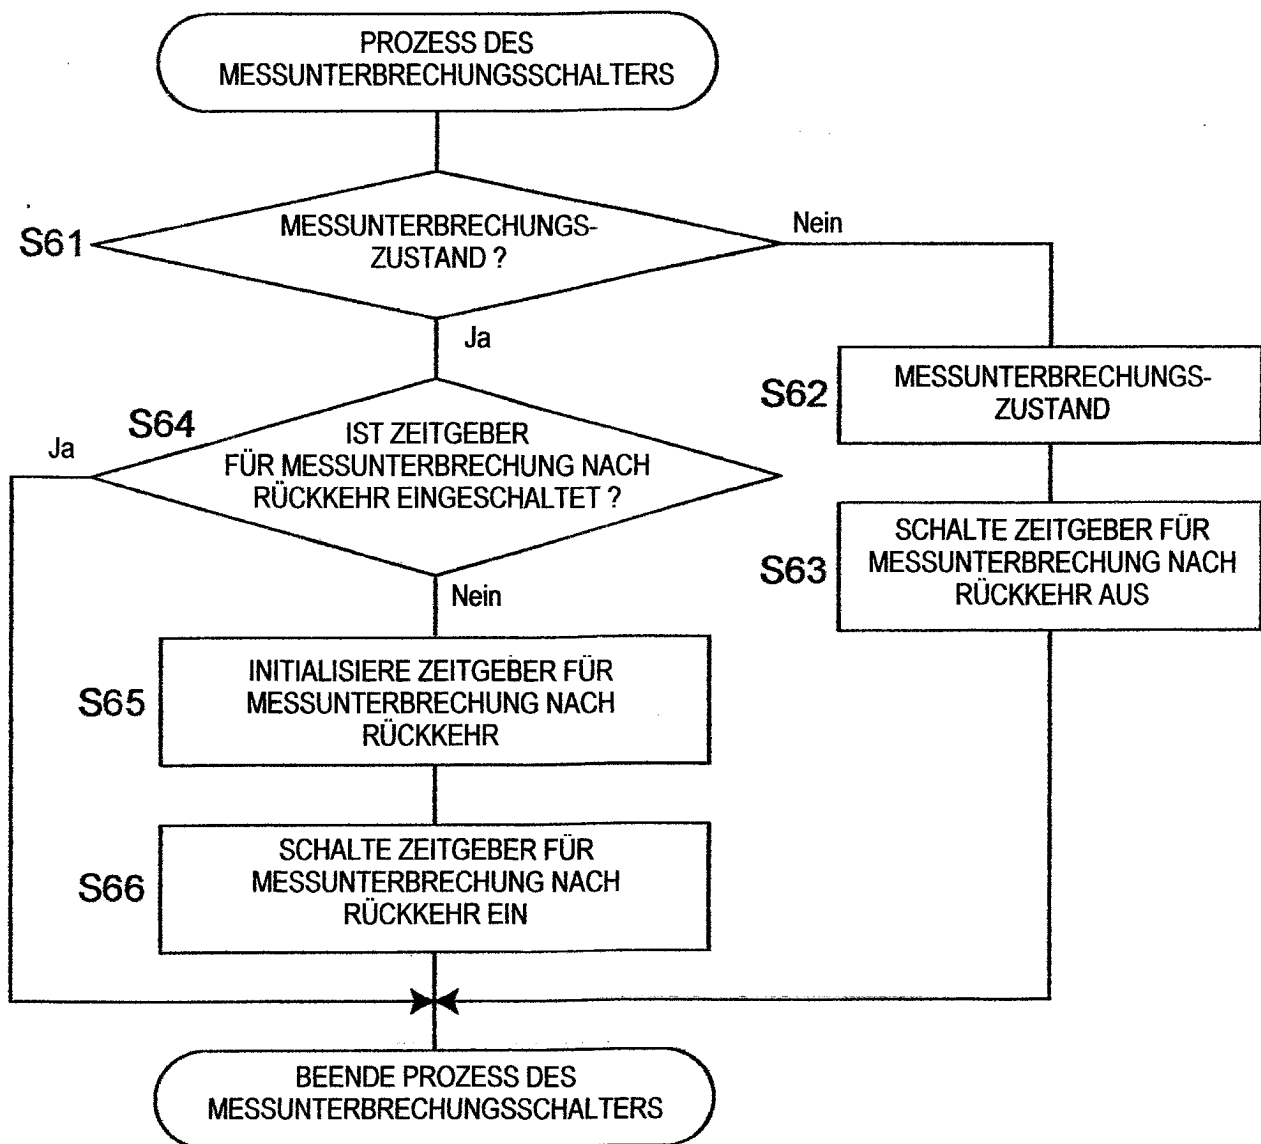 PROZESS DES
MESSUNTERBRECHUNGSSCHALTERS
S61
MESSUNTERBRECHUNGS-
ZUSTAND ?
Nein
Ja
S62
MESSUNTERBRECHUNGS-
ZUSTAND
S63
SCHALTE ZEITGEBER FÜR
MESSUNTERBRECHUNG NACH
RÜCKKEHR AUS
S64
Ja
IST ZEITGEBER
FÜR MESSUNTERBRECHUNG NACH
RÜCKKEHR EINGESCHALTET ?
Nein
S65
INITIALISIERE ZEITGEBER FÜR
MESSUNTERBRECHUNG NACH
RÜCKKEHR
S66
SCHALTE ZEITGEBER FÜR
MESSUNTERBRECHUNG NACH
RÜCKKEHR EIN
BEENDE PROZESS DES
MESSUNTERBRECHUNGSSCHALTERS